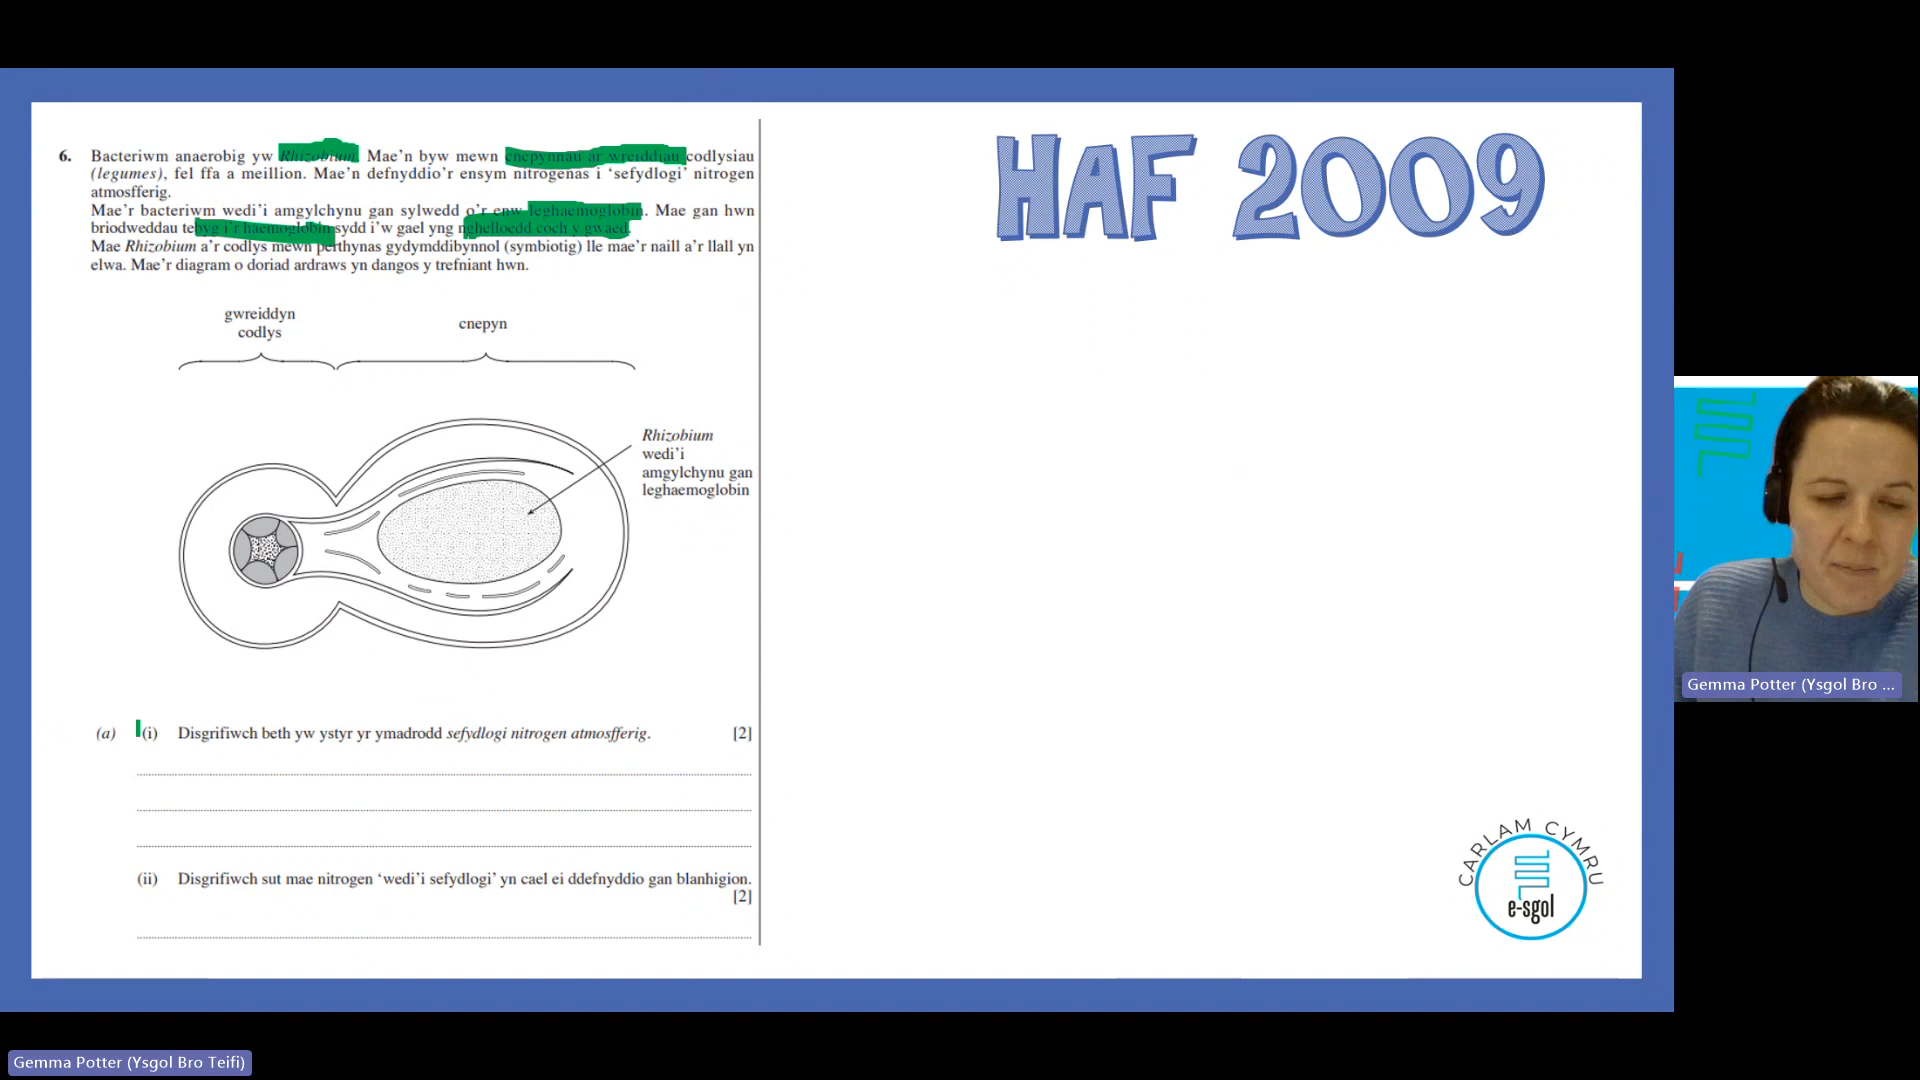 HAF 2009
6. Bacteriwm anaerobig yw Rhizobium. Mae'n byw mewn cnepynnau ar wreiddiau codlysiau
(legumes), fel ffa a meillion. Mae'n defnyddio'r ensym nitrogenas i 'sefydlogi' nitrogen
atmosfferig.
Mae'r bacteriwm wedi'i amgylchynu gan sylwedd o'r enw leghaemoglobin. Mae gan hwn
briodweddau tebyg i'r haemoglobin sydd i'w gael yng nghelloedd coch y gwaed.
Mae Rhizobium a'r codlys mewn perthynas gydymddibynnol (symbiotig) lle mae'r naill a'r llall yn
elwa. Mae'r diagram o doriad ardraws yn dangos y trefniant hwn.
gwreiddyn
codlys
cnepyn
Rhizobium
wedi'i
amgylchynu gan
leghaemoglobin
(a) (i) Disgrifiwch beth yw ystyr yr ymadrodd sefydlogi nitrogen atmosfferig. [2]
(ii) Disgrifiwch sut mae nitrogen 'wedi'i sefydlogi' yn cael ei ddefnyddio gan blanhigion.
[2]
CARLAM CYMRU
e-sgol
Gemma Potter (Ysgol Bro ...
Gemma Potter (Ysgol Bro Teifi)